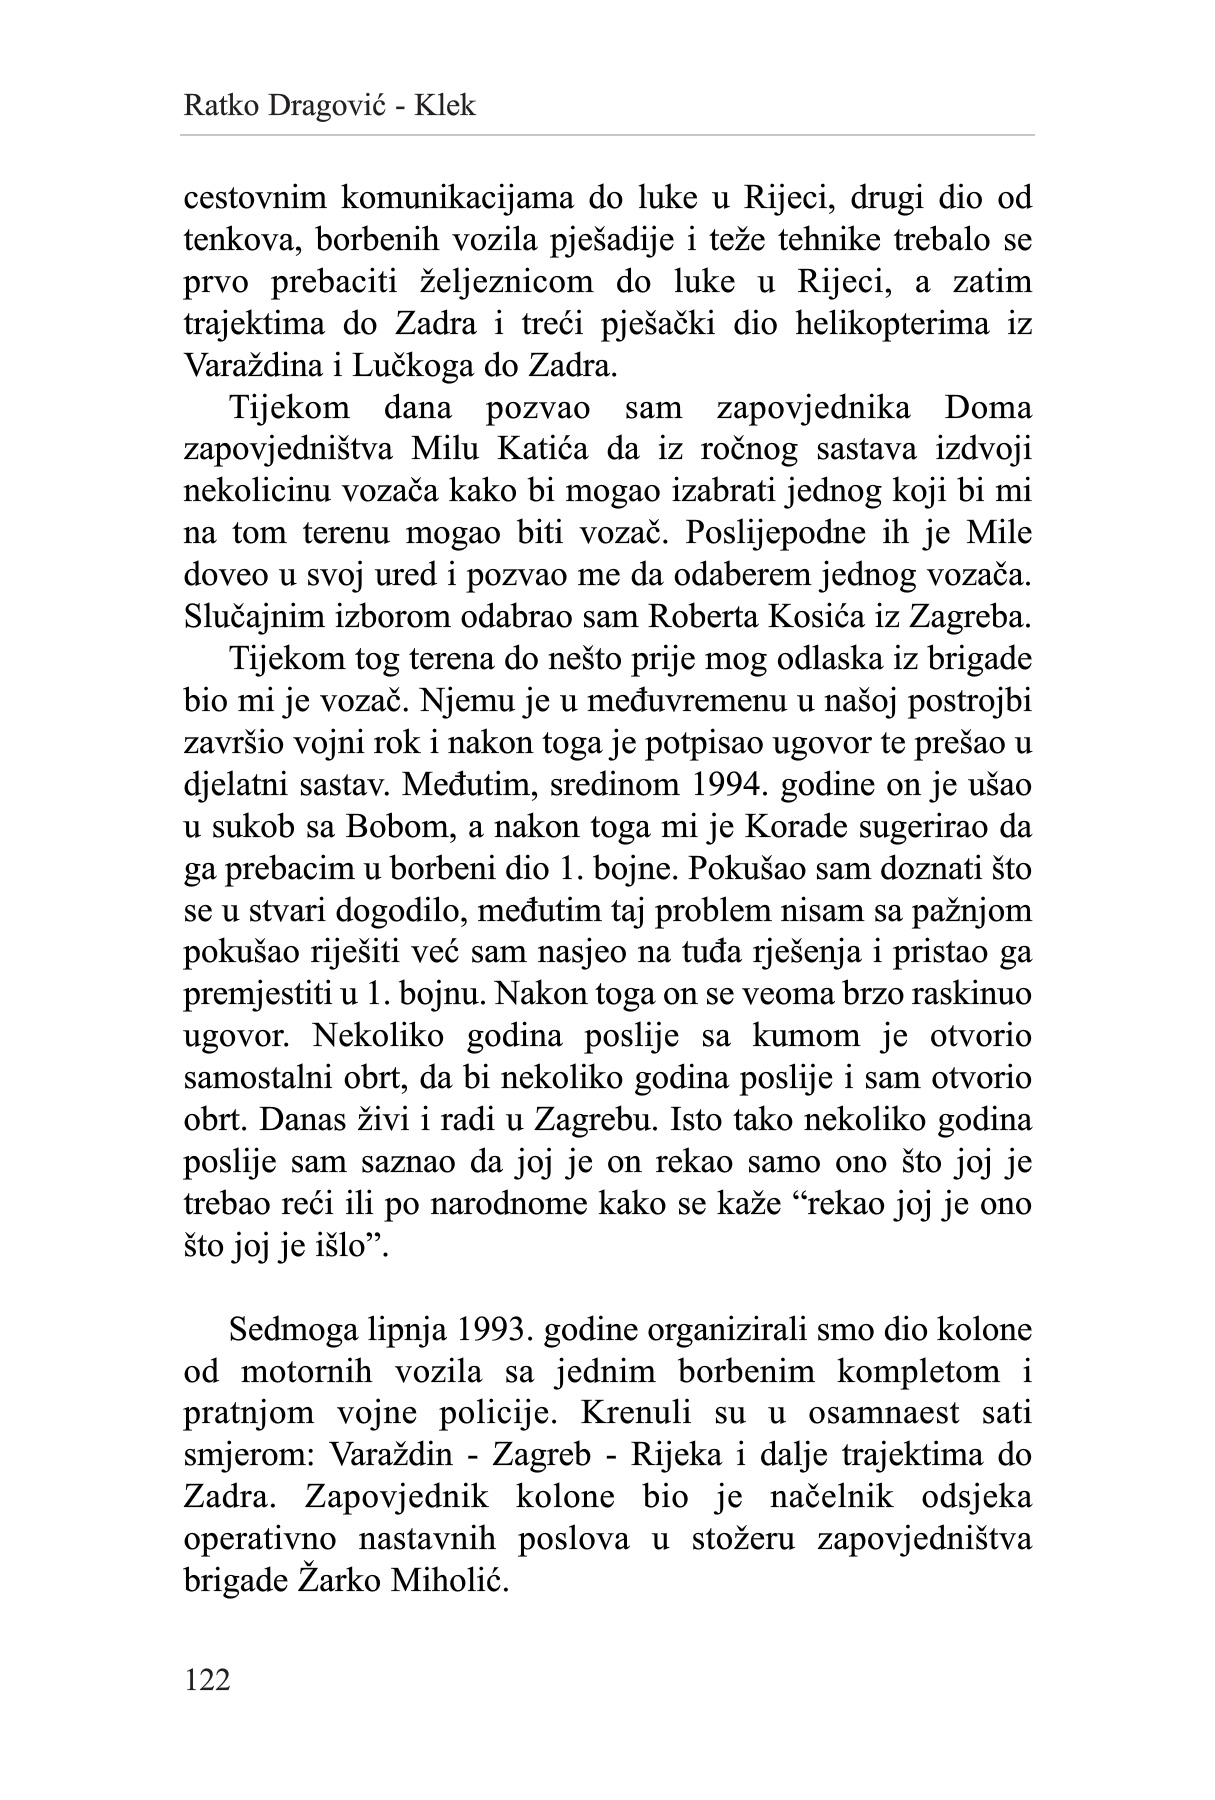 Ratko Dragović - Klek
cestovnim komunikacijama do luke u Rijeci, drugi dio od
tenkova, borbenih vozila pješadije i teže tehnike trebalo se
prvo prebaciti željeznicom do luke u Rijeci, a zatim
trajektima do Zadra i treći pješački dio helikopterima iz
Varaždina i Lučkoga do Zadra.
Tijekom dana pozvao sam zapovjednika Doma
zapovjedništva Milu Katića da iz ročnog sastava izdvoji
nekolicinu vozača kako bi mogao izabrati jednog koji bi mi
na tom terenu mogao biti vozač. Poslijepodne ih je Mile
doveo u svoj ured i pozvao me da odaberem jednog vozača.
Slučajnim izborom odabrao sam Roberta Kosića iz Zagreba.
Tijekom tog terena do nešto prije mog odlaska iz brigade
bio mi je vozač. Njemu je u međuvremenu u našoj postrojbi
završio vojni rok i nakon toga je potpisao ugovor te prešao u
djelatni sastav. Međutim, sredinom 1994. godine on je ušao
u sukob sa Bobom, a nakon toga mi je Korade sugerirao da
ga prebacim u borbeni dio 1. bojne. Pokušao sam doznati što
se u stvari dogodilo, međutim taj problem nisam sa pažnjom
pokušao riješiti već sam nasjeo na tuđa rješenja i pristao ga
premjestiti u 1. bojnu. Nakon toga on se veoma brzo raskinuo
ugovor. Nekoliko godina poslije sa kumom je otvorio
samostalni obrt, da bi nekoliko godina poslije i sam otvorio
obrt. Danas živi i radi u Zagrebu. Isto tako nekoliko godina
poslije sam saznao da joj je on rekao samo ono što joj je
trebao reći ili po narodnome kako se kaže “rekao joj je ono
što joj je išlo”.
Sedmoga lipnja 1993. godine organizirali smo dio kolone
od motornih vozila sa jednim borbenim kompletom i
pratnjom vojne policije. Krenuli su u osamnaest sati
smjerom: Varaždin - Zagreb - Rijeka i dalje trajektima do
Zadra. Zapovjednik kolone bio je načelnik odsjeka
operativno nastavnih poslova u stožeru zapovjedništva
brigade Žarko Miholić.
122